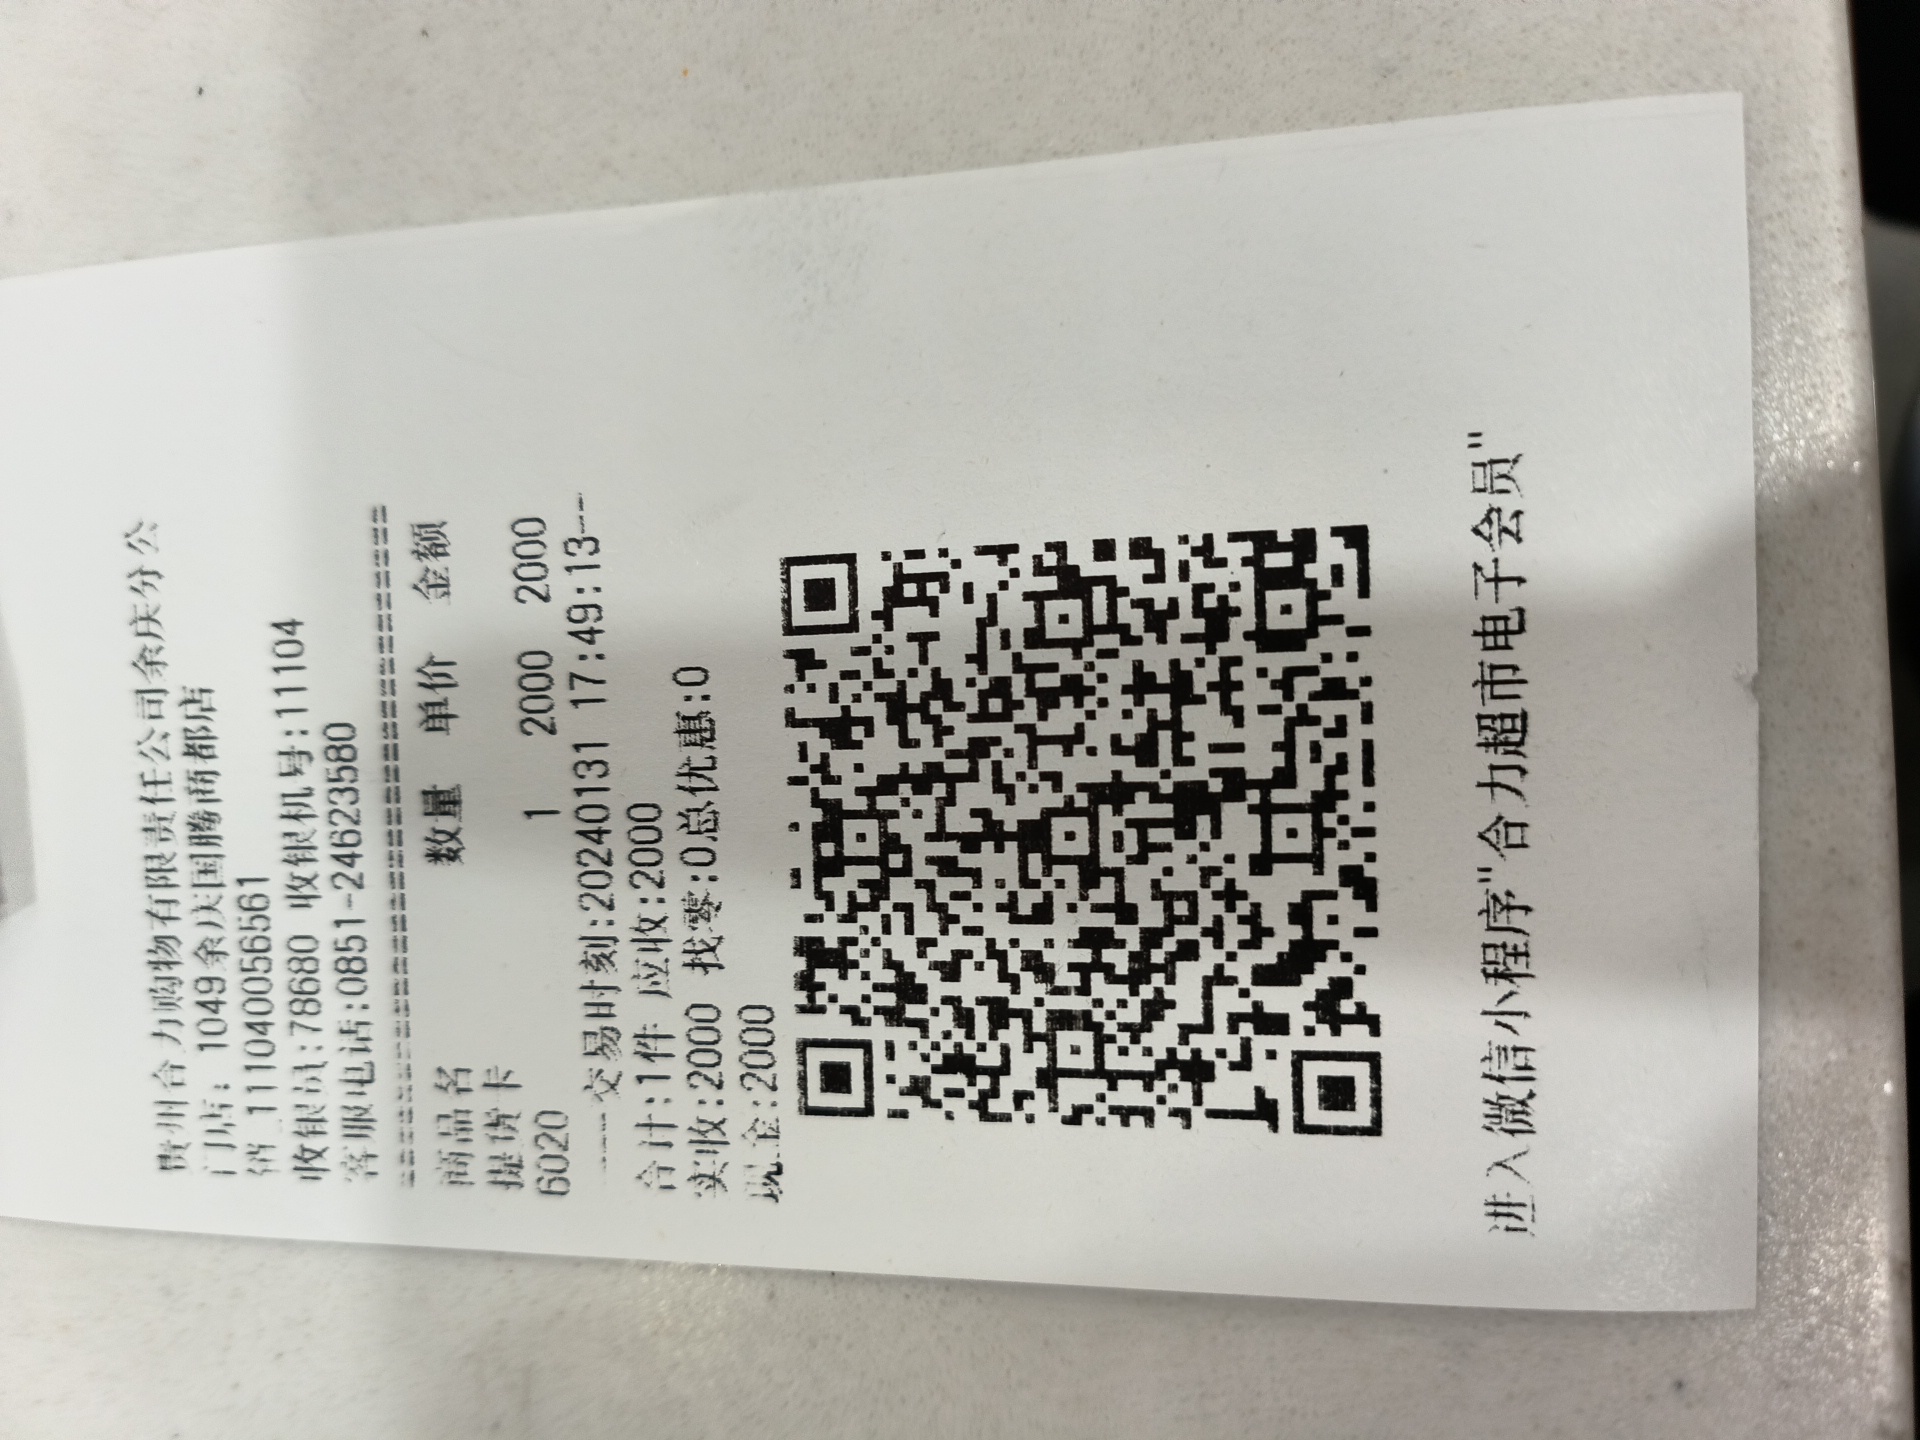 贵州合力购物有限责任公司余庆分公
门店: 1049余庆国腾商都店
销 1110400565​61
收银员:78680 收银机号:11104
客服电话:0851-24623580
================================
商品名 数量 单价 金额
提货卡
6020 1 2000 2000
----交易时刻:20240131 17:49:13---
合计:1件 应收:2000
实收:2000 找零:0总优惠:0
现金:2000
进入微信小程序"合力超市电子会员"